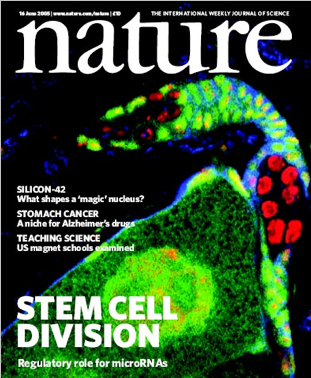 16 June 2005 | www.nature.com/nature | £10
THE INTERNATIONAL WEEKLY JOURNAL OF SCIENCE
nature
SILICON-42
What shapes a ‘magic’ nucleus?
STOMACH CANCER
A niche for Alzheimer’s drugs
TEACHING SCIENCE
US magnet schools examined
STEM CELL
DIVISION
Regulatory role for microRNAs